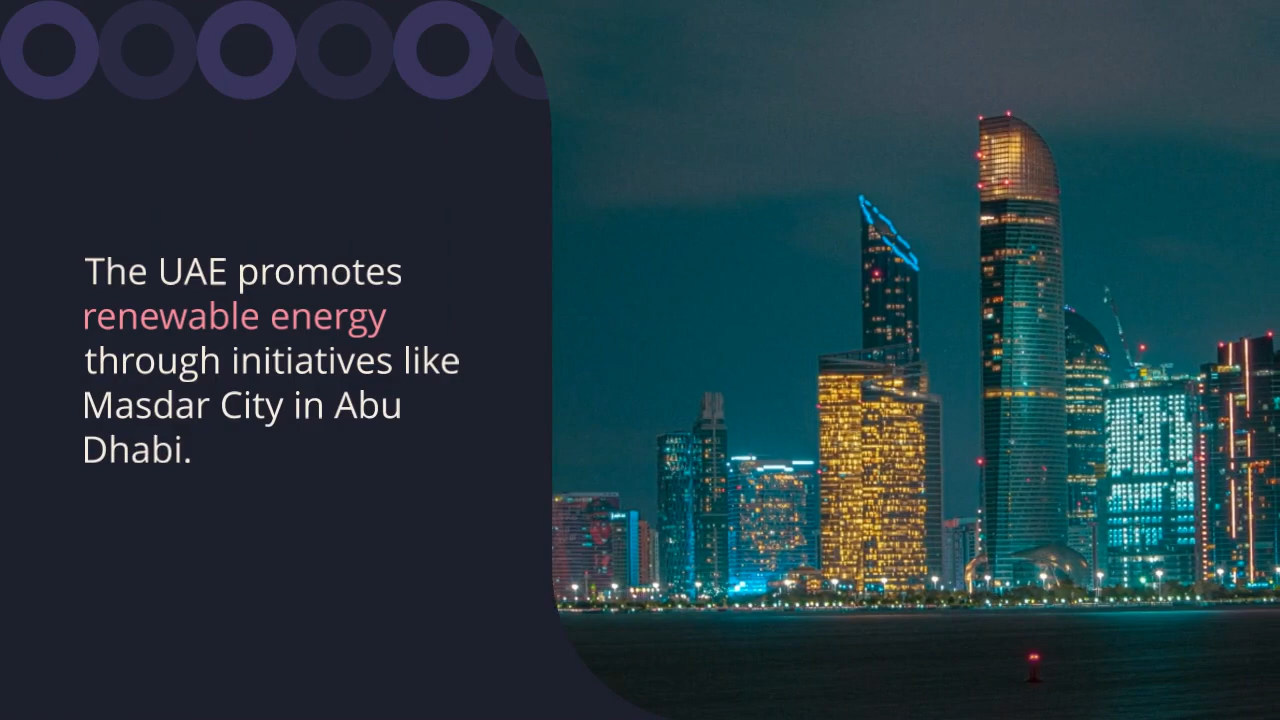 The UAE promotes
renewable energy
through initiatives like
Masdar City in Abu
Dhabi.